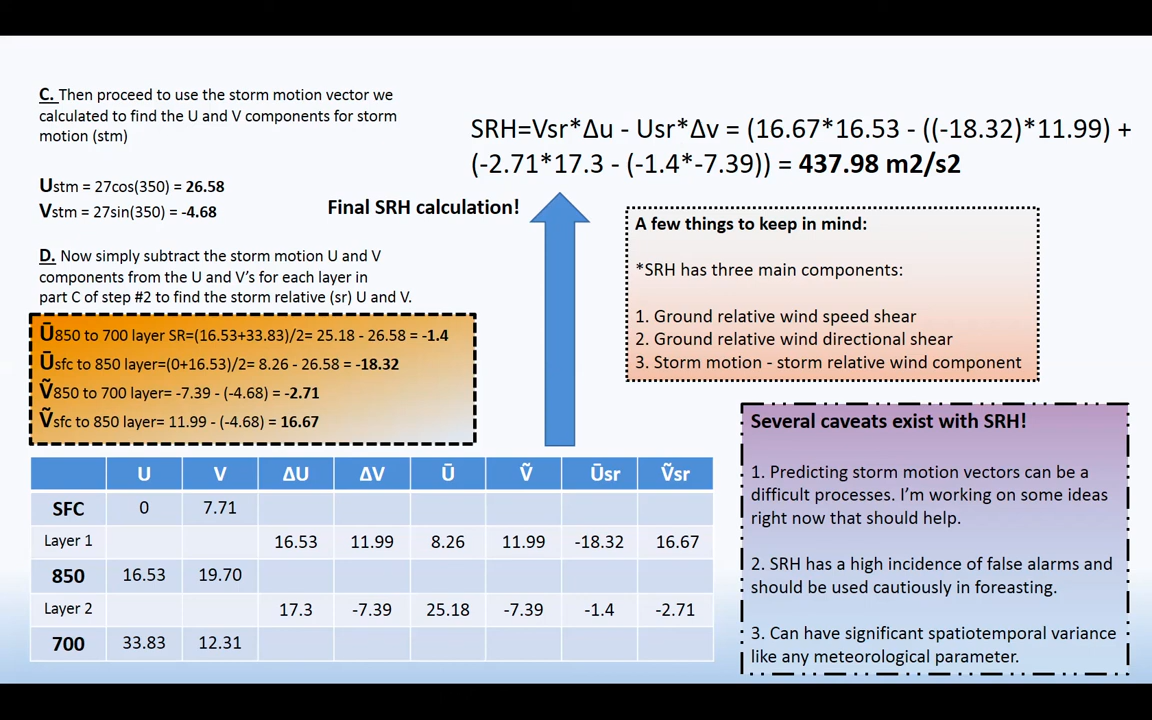 C. Then proceed to use the storm motion vector we
calculated to find the U and V components for storm
motion (stm)
Ustm = 27cos(350) = 26.58
Vstm = 27sin(350) = -4.68
D. Now simply subtract the storm motion U and V
components from the U and V's for each layer in
part C of step #2 to find the storm relative (sr) U and V.
Ū850 to 700 layer SR=(16.53+33.83)/2= 25.18 - 26.58 = -1.4
Ūsfc to 850 layer=(0+16.53)/2= 8.26 - 26.58 = -18.32
Ṽ850 to 700 layer= -7.39 - (-4.68) = -2.71
Ṽsfc to 850 layer= 11.99 - (-4.68) = 16.67
SRH=Vsr*Δu - Usr*Δv = (16.67*16.53 - ((-18.32)*11.99) +
(-2.71*17.3 - (-1.4*-7.39)) = 437.98 m2/s2
Final SRH calculation!
A few things to keep in mind:
*SRH has three main components:
1. Ground relative wind speed shear
2. Ground relative wind directional shear
3. Storm motion - storm relative wind component
Several caveats exist with SRH!
1. Predicting storm motion vectors can be a
difficult processes. I'm working on some ideas
right now that should help.
2. SRH has a high incidence of false alarms and
should be used cautiously in foreasting.
3. Can have significant spatiotemporal variance
like any meteorological parameter.
U V ΔU ΔV Ū Ṽ Ūsr Ṽsr
SFC 0 7.71
Layer 1 16.53 11.99 8.26 11.99 -18.32 16.67
850 16.53 19.70
Layer 2 17.3 -7.39 25.18 -7.39 -1.4 -2.71
700 33.83 12.31